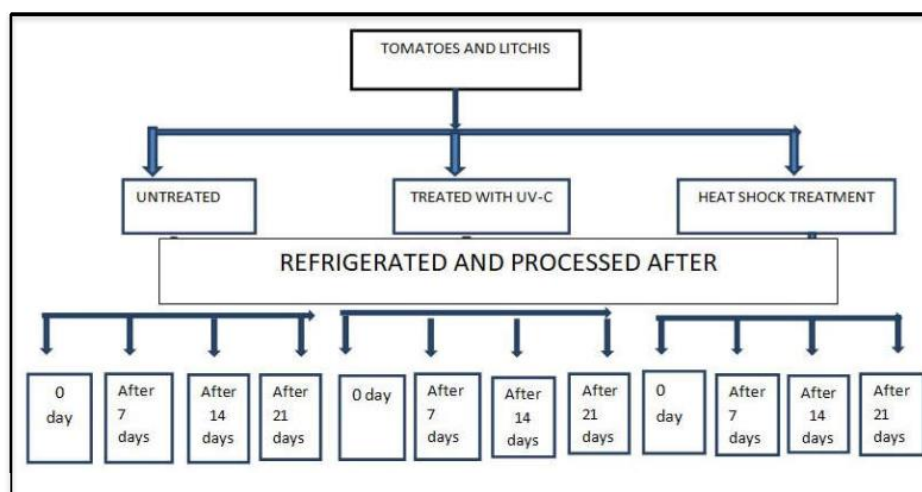 TOMATOES AND LITCHIS
UNTREATED
TREATED WITH UV-C
HEAT SHOCK TREATMENT
REFRIGERATED AND PROCESSED AFTER
0
day
After
7
days
After
14
days
After
21
days
0 day
After
7
days
After
14
days
After
21
days
0
day
After
7
days
After
14
days
After
21
days